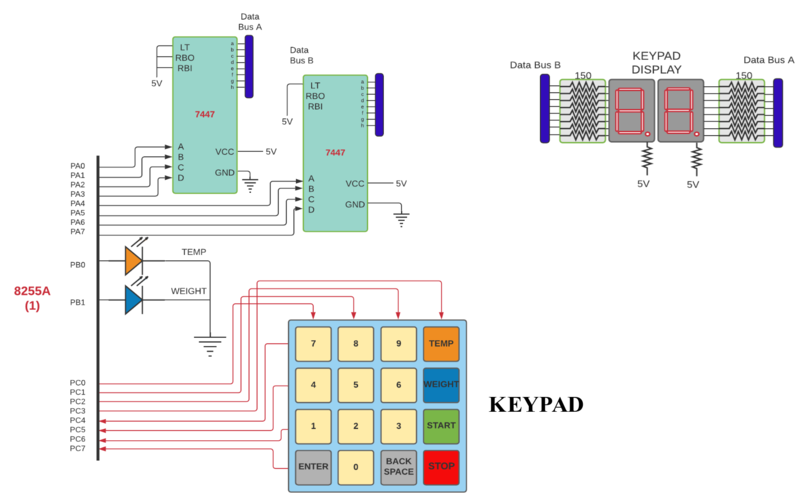 Data
Bus A
LT
RBO
RBI
5V
a
b
c
d
e
f
g
h
7447
A
B
C
D
VCC
5V
GND
Data
Bus B
LT
RBO
RBI
5V
a
b
c
d
e
f
g
h
7447
A
B
C
D
VCC
5V
GND
KEYPAD
DISPLAY
Data Bus B
150
150
Data Bus A
5V
5V
PA0
PA1
PA2
PA3
PA4
PA5
PA6
PA7
PB0
TEMP
PB1
WEIGHT
8255A
(1)
PC0
PC1
PC2
PC3
PC4
PC5
PC6
PC7
7 8 9 TEMP
4 5 6 WEIGHT
1 2 3 START
ENTER 0 BACK SPACE STOP
KEYPAD